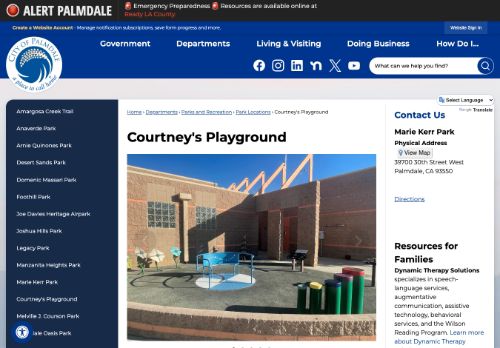 ALERT PALMDALE
🚨 Emergency Preparedness 🚨 Resources are available online at
Ready LA County.
Create a Website Account - Manage notification subscriptions, save form progress and more.
Website Sign In
CITY OF PALMDALE
a place to call home
Government
Departments
Living & Visiting
Doing Business
How Do I...
What can we help you find?
Select Language
Google Translate
Amargosa Creek Trail
Anaverde Park
Arnie Quinones Park
Desert Sands Park
Domenic Massari Park
Foothill Park
Joe Davies Heritage Airpark
Joshua Hills Park
Legacy Park
Manzanita Heights Park
Marie Kerr Park
Courtney's Playground
Melville J. Courson Park
dale Oasis Park
Home › Departments › Parks and Recreation › Park Locations › Courtney's Playground
Courtney's Playground
Contact Us
Marie Kerr Park
Physical Address
View Map
39700 30th Street West
Palmdale, CA 93550
Directions
Resources for
Families
Dynamic Therapy Solutions
specializes in speech-
language services,
augmentative
communication, assistive
technology, behavioral
services, and the Wilson
Reading Program. Learn more
about Dynamic Therapy